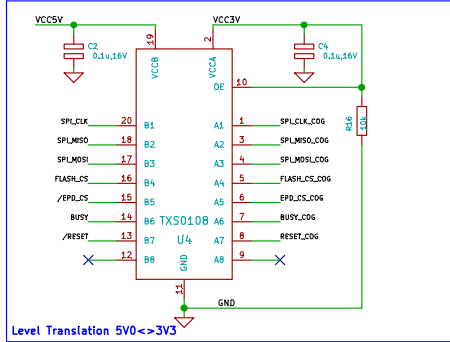 VCC5V VCC3V
C2 C4
0.1u,16V 0.1u,16V
19 2
VCCB VCCA
OE 10
R16 10k
SPI_CLK 20 B1 A1 1 SPI_CLK_COG
SPI_MISO 18 B2 A2 3 SPI_MISO_COG
SPI_MOSI 17 B3 A3 4 SPI_MOSI_COG
FLASH_CS 16 B4 A4 5 FLASH_CS_COG
/EPD_CS 15 B5 A5 6 EPD_CS_COG
BUSY 14 B6 TXS0108 A6 7 BUSY_COG
/RESET 13 B7 U4 A7 8 RESET_COG
12 B8 A8 9
GND
11
GND
Level Translation 5V0<>3V3